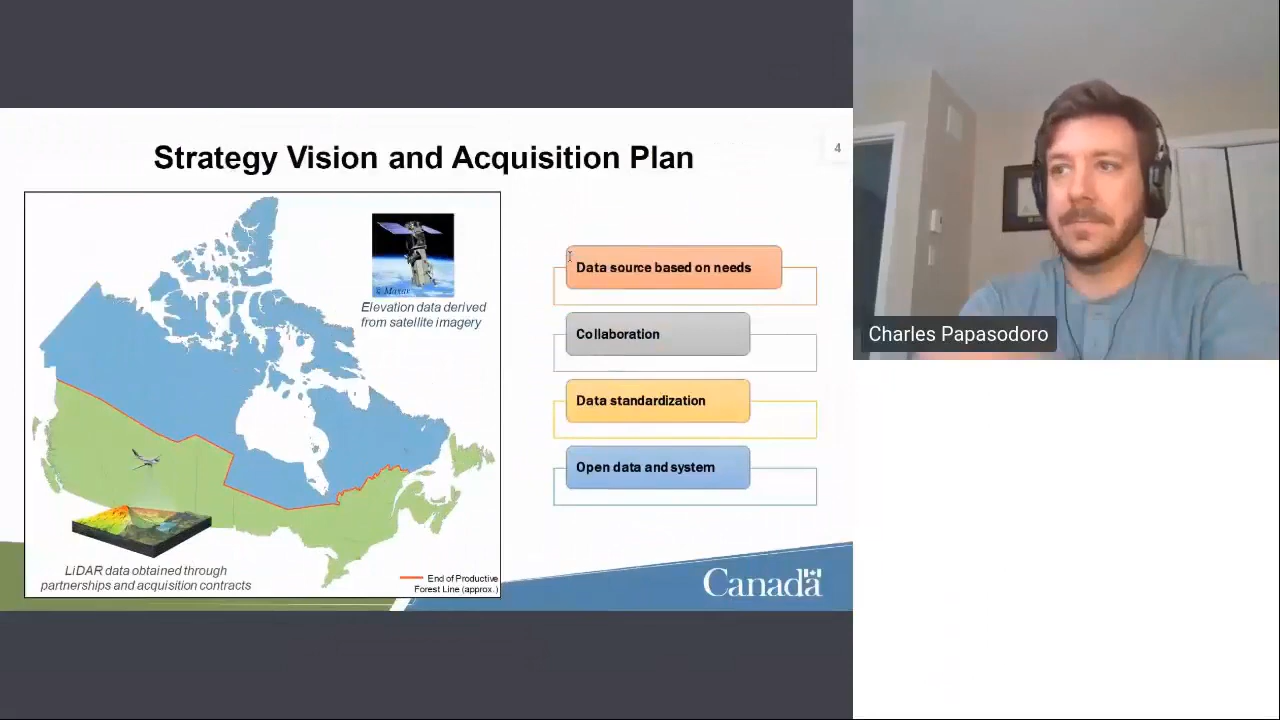 Strategy Vision and Acquisition Plan
4
© Maxar
Elevation data derived
from satellite imagery
Data source based on needs
Collaboration
Data standardization
Open data and system
LiDAR data obtained through
partnerships and acquisition contracts
End of Productive
Forest Line (approx.)
Canada
Charles Papasodoro